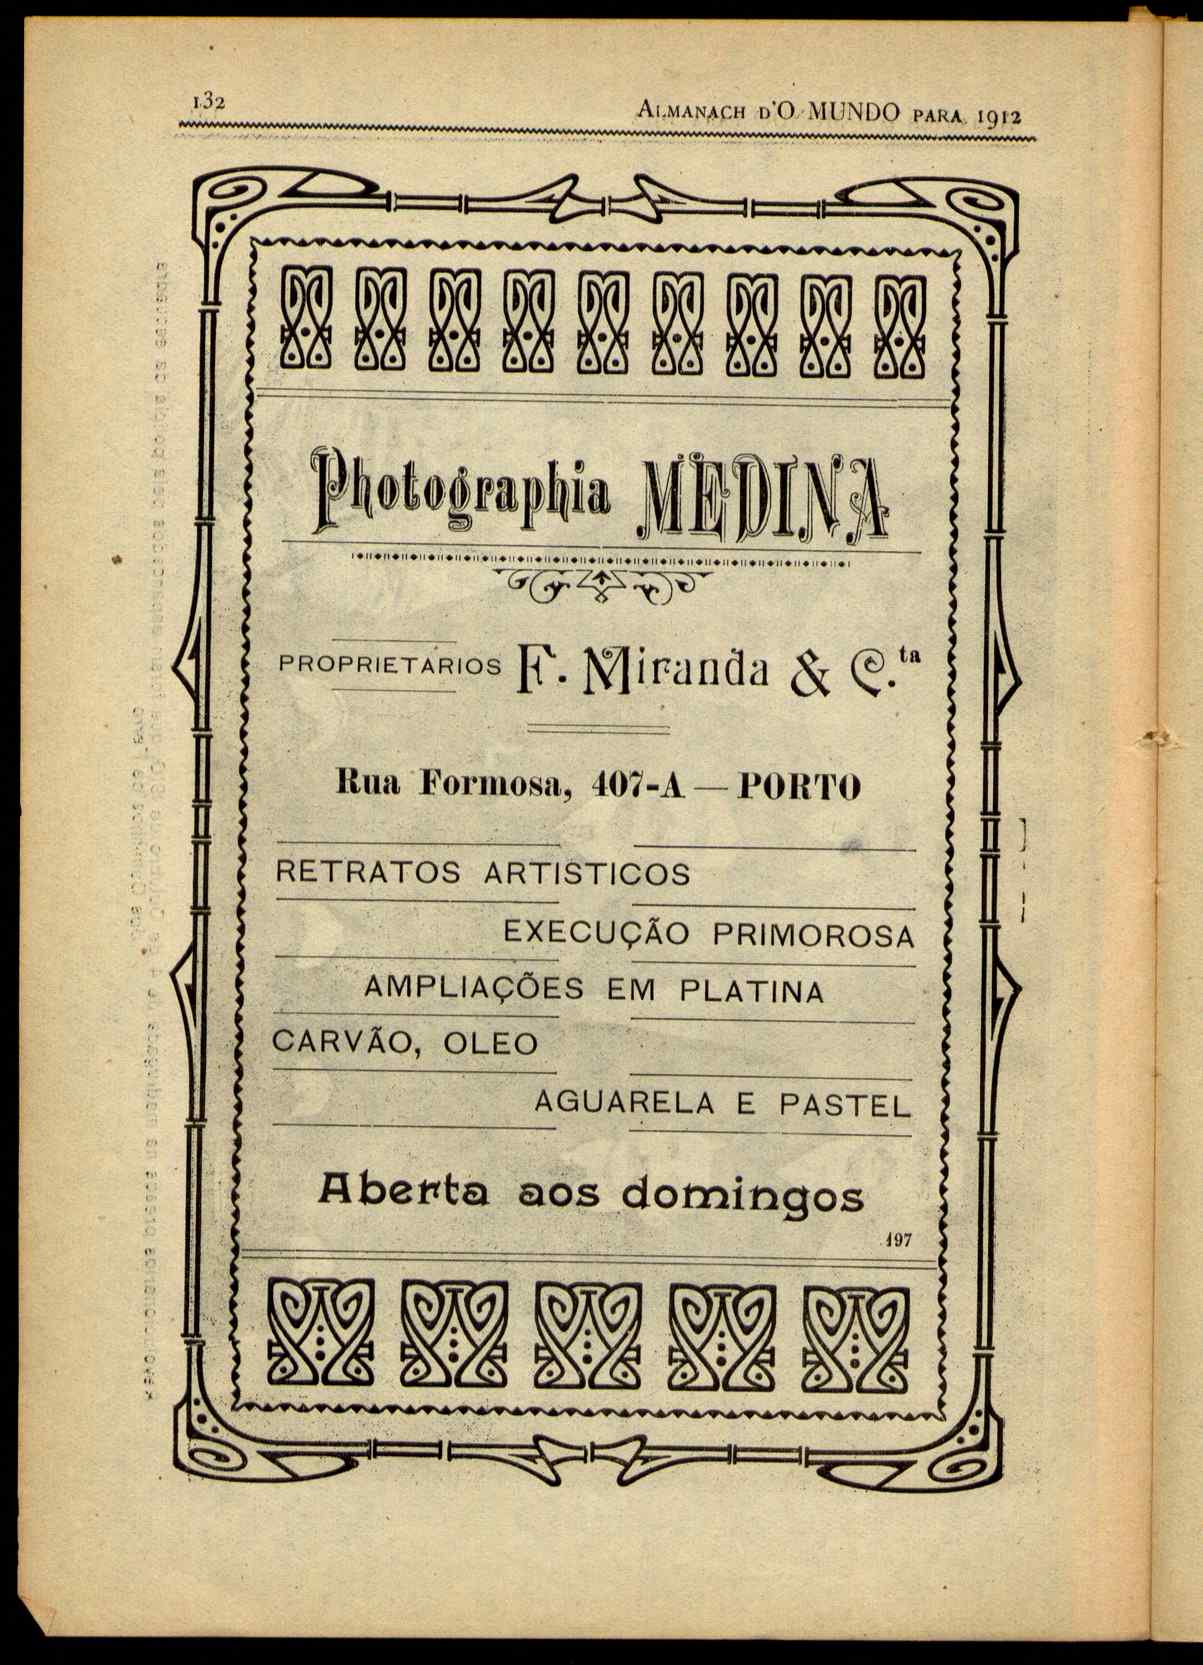 132
ALMANACH D'O MUNDO PARA 1912
Photographia MEDINA
PROPRIETARIOS F. Miranda & C.ta
Rua Formosa, 407-A — PORTO
RETRATOS ARTISTICOS
EXECUÇÃO PRIMOROSA
AMPLIAÇÕES EM PLATINA
CARVÃO, OLEO
AGUARELA E PASTEL
Aberta aos domingos
197